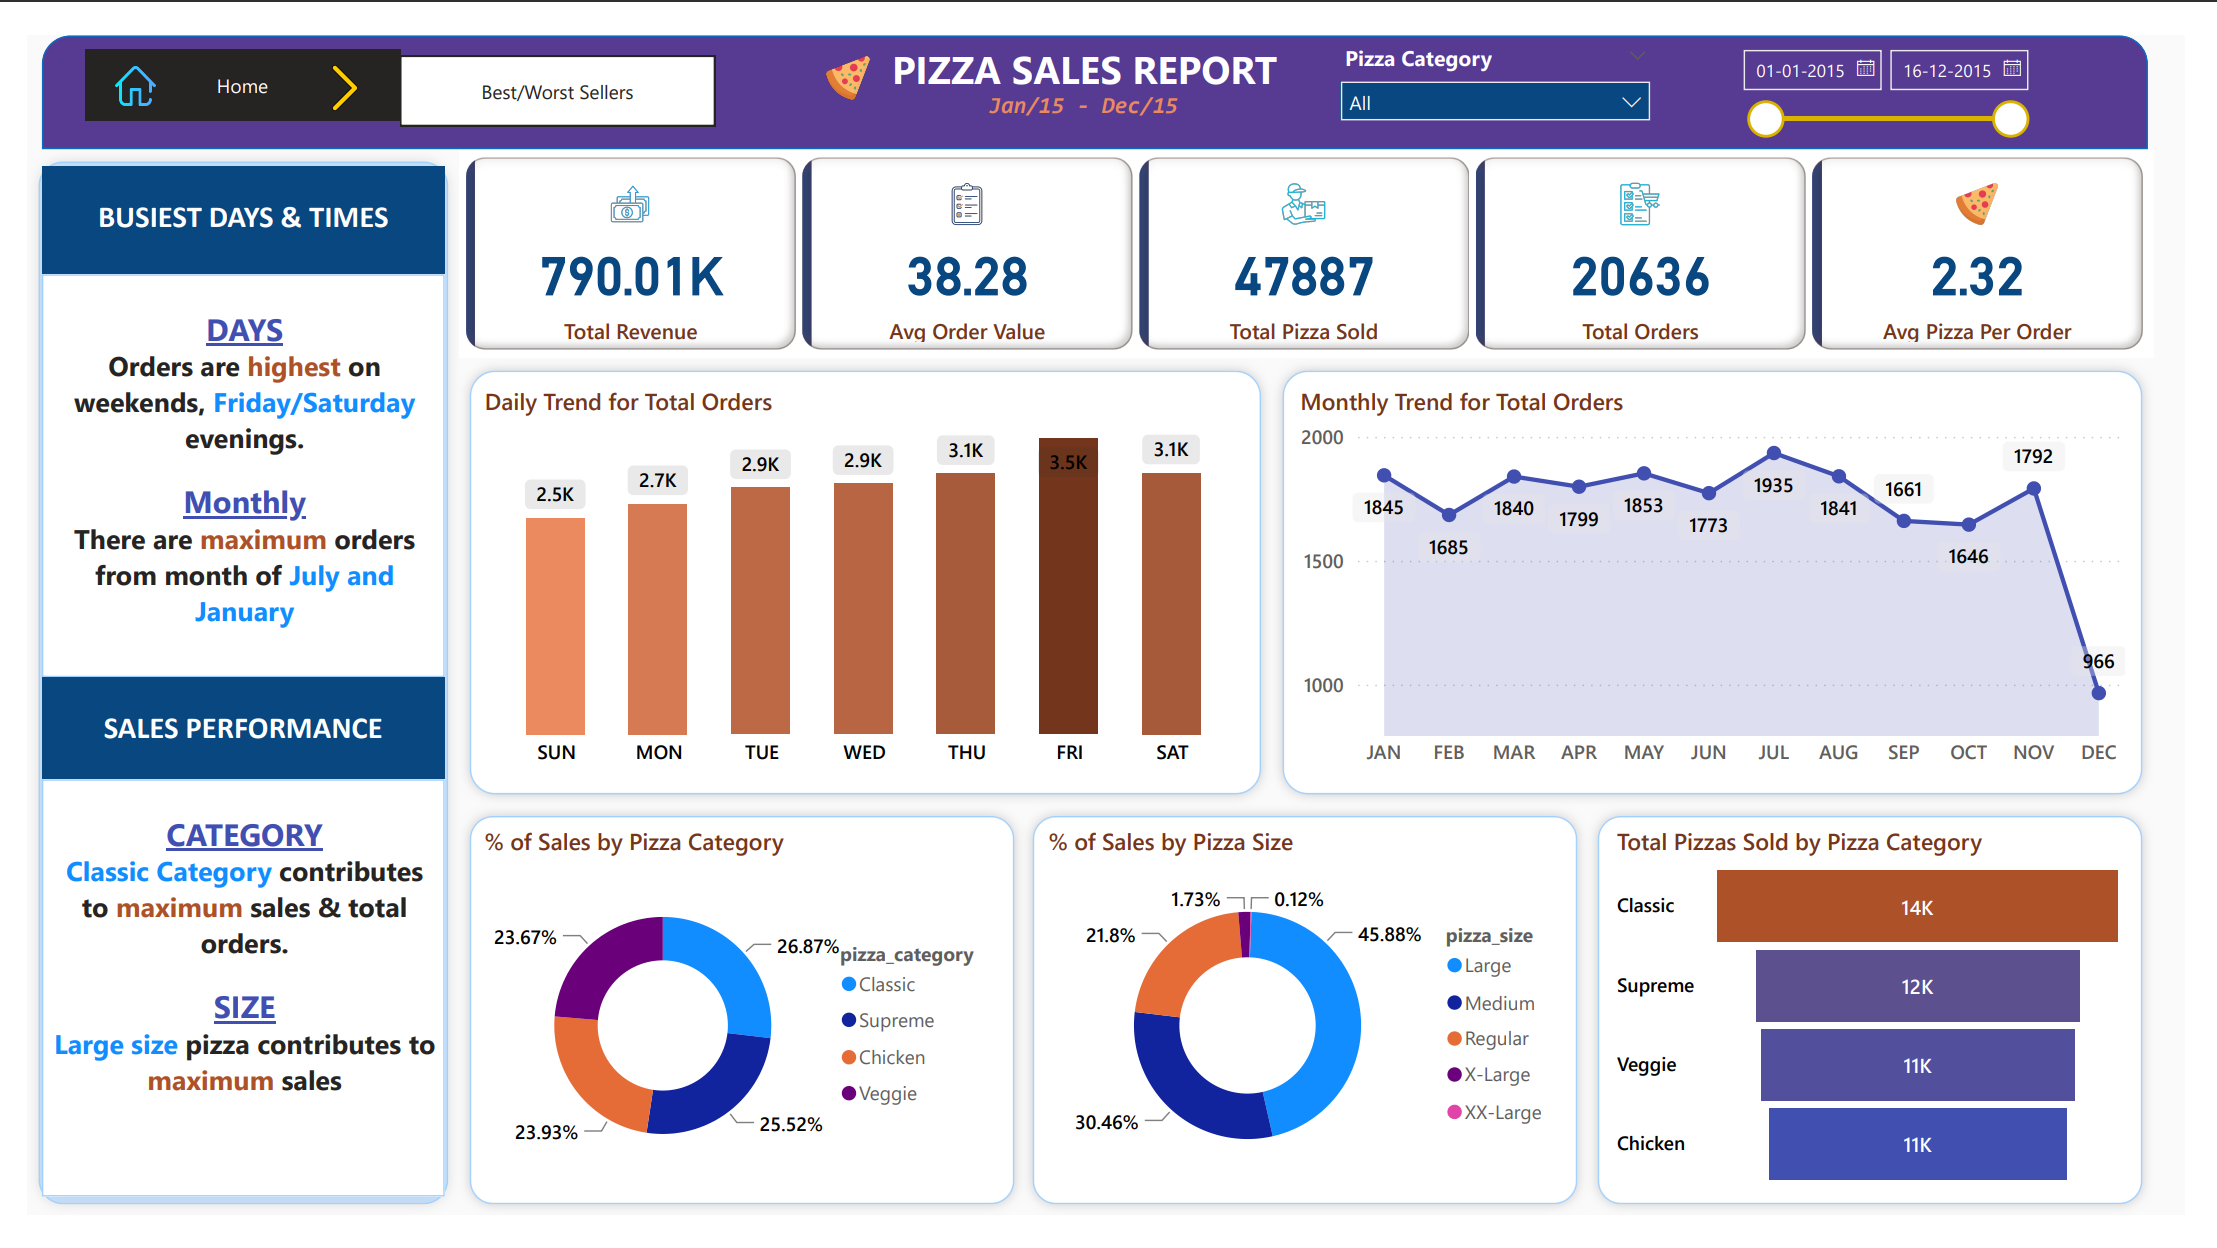 Home
Best/Worst Sellers
PIZZA SALES REPORT
Jan/15 - Dec/15
Pizza Category
All
01-01-2015
16-12-2015
BUSIEST DAYS & TIMES
DAYS
Orders are highest on
weekends, Friday/Saturday
evenings.
Monthly
There are maximum orders
from month of July and
January
SALES PERFORMANCE
CATEGORY
Classic Category contributes
to maximum sales & total
orders.
SIZE
Large size pizza contributes to
maximum sales
790.01K
Total Revenue
38.28
Avg Order Value
47887
Total Pizza Sold
20636
Total Orders
2.32
Avg Pizza Per Order
Daily Trend for Total Orders
2.5K
2.7K
2.9K
2.9K
3.1K
3.5K
3.1K
SUN MON TUE WED THU FRI SAT
Monthly Trend for Total Orders
2000
1500
1000
1845
1685
1840
1799
1853
1773
1935
1841
1661
1646
1792
966
JAN FEB MAR APR MAY JUN JUL AUG SEP OCT NOV DEC
% of Sales by Pizza Category
23.67%
26.87%
23.93%
25.52%
pizza_category
Classic
Supreme
Chicken
Veggie
% of Sales by Pizza Size
1.73%
0.12%
21.8%
45.88%
30.46%
pizza_size
Large
Medium
Regular
X-Large
XX-Large
Total Pizzas Sold by Pizza Category
Classic 14K
Supreme 12K
Veggie 11K
Chicken 11K